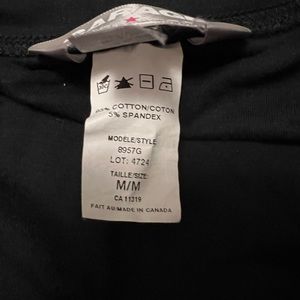 COTTON/COTON
5% SPANDEX
MODELE/STYLE
8957G
LOT: 4724
TAILLE/SIZE:
M/M
CA 11319
FAIT AU/MADE IN CANADA